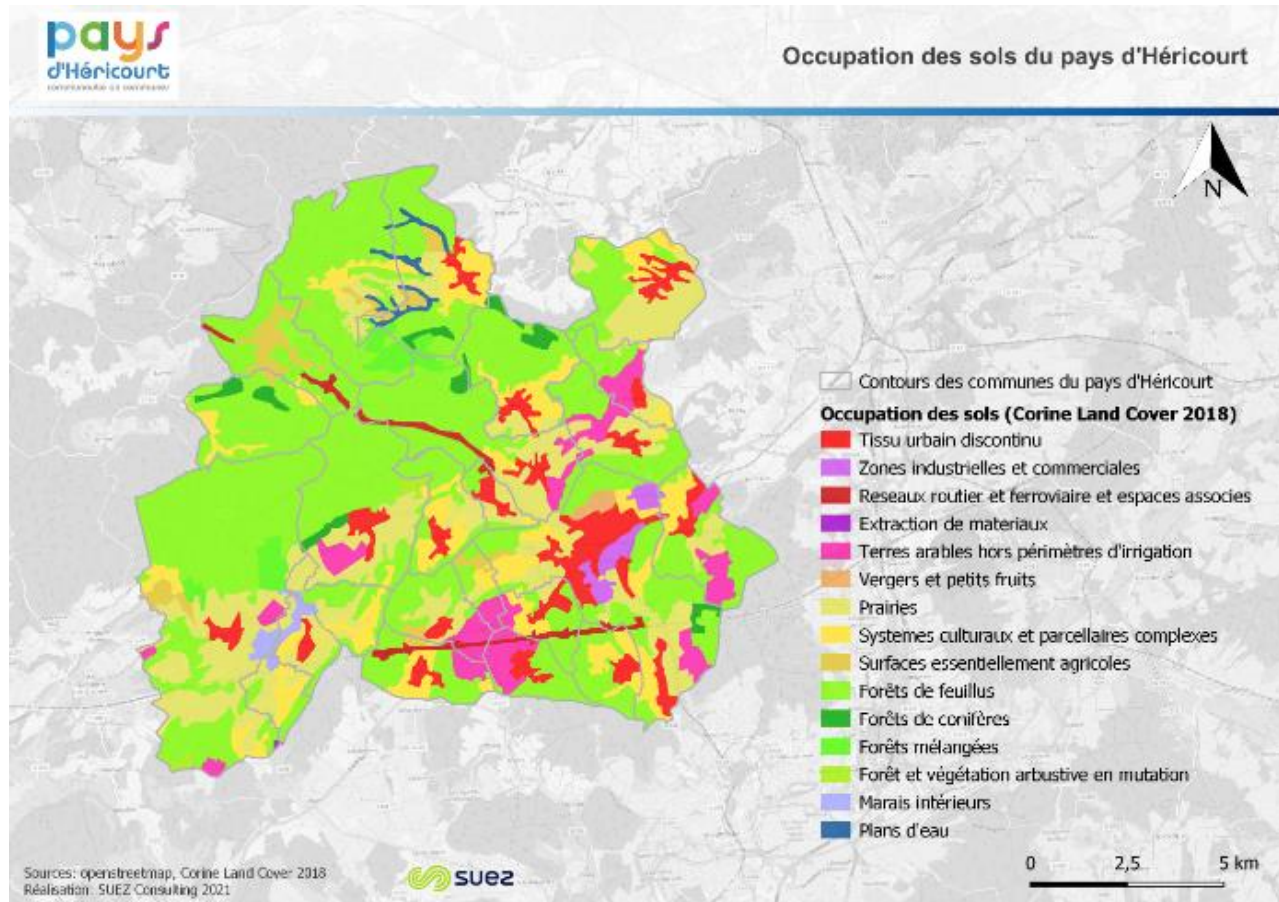 pays
d'Héricourt
communauté de communes
Occupation des sols du pays d'Héricourt
N
Contours des communes du pays d'Héricourt
Occupation des sols (Corine Land Cover 2018)
Tissu urbain discontinu
Zones industrielles et commerciales
Reseaux routier et ferroviaire et espaces associes
Extraction de materiaux
Terres arables hors périmètres d'irrigation
Vergers et petits fruits
Prairies
Systemes culturaux et parcellaires complexes
Surfaces essentiellement agricoles
Forêts de feuillus
Forêts de conifères
Forêts mélangées
Forêt et végétation arbustive en mutation
Marais intérieurs
Plans d'eau
0 2,5 5 km
Sources: openstreetmap, Corine Land Cover 2018
Réalisation: SUEZ Consulting 2021
suez